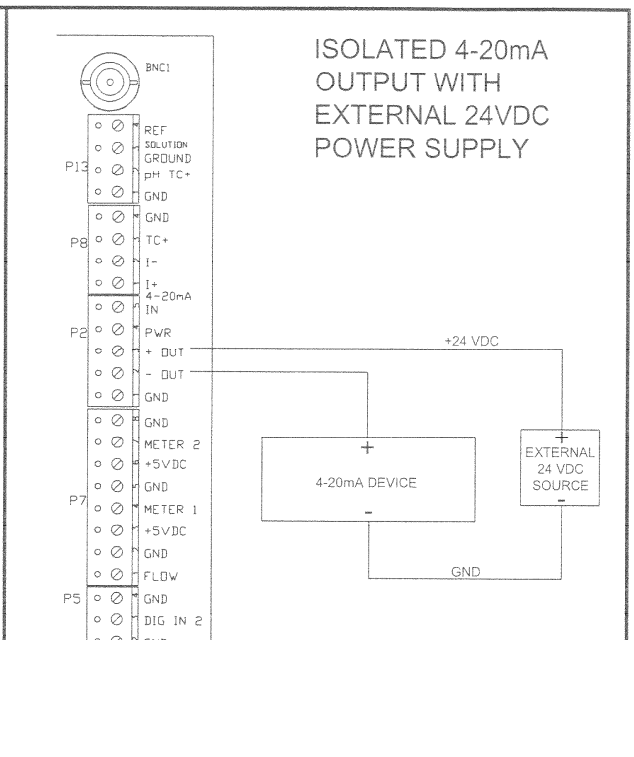 ISOLATED 4-20mA
OUTPUT WITH
EXTERNAL 24VDC
POWER SUPPLY
BNC1
P13
REF
SOLUTION
GROUND
pH TC+
GND
P8
GND
TC+
I-
I+
P2
4-20mA
IN
PWR
+ OUT
- OUT
GND
P7
GND
METER 2
+5VDC
GND
METER 1
+5VDC
GND
FLOW
P5
GND
DIG IN 2
+24 VDC
+
4-20mA DEVICE
-
+
EXTERNAL
24 VDC
SOURCE
-
GND